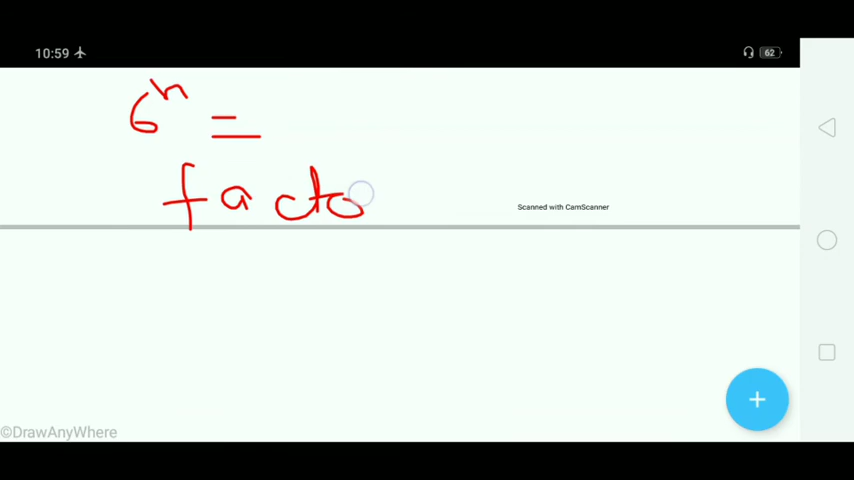 10:59 62
6ⁿ =
facto
Scanned with CamScanner
©DrawAnyWhere